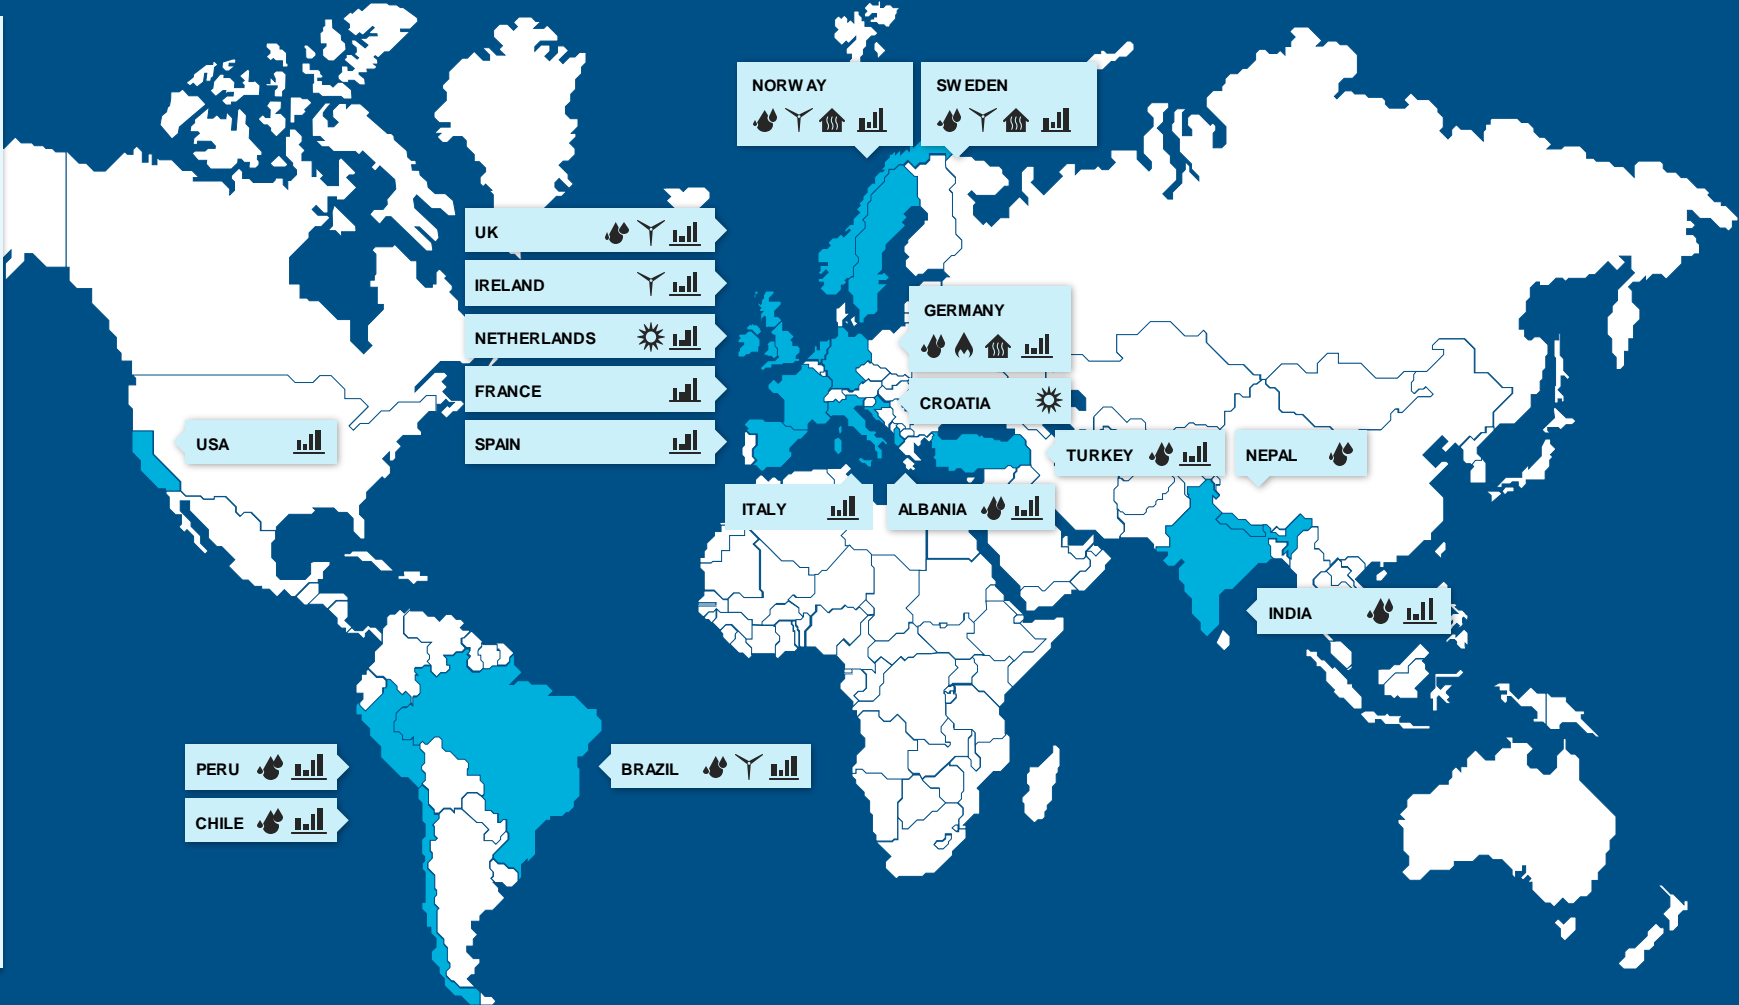 NORWAY
SWEDEN
UK
IRELAND
NETHERLANDS
FRANCE
SPAIN
GERMANY
CROATIA
USA
TURKEY
NEPAL
ITALY
ALBANIA
INDIA
PERU
BRAZIL
CHILE